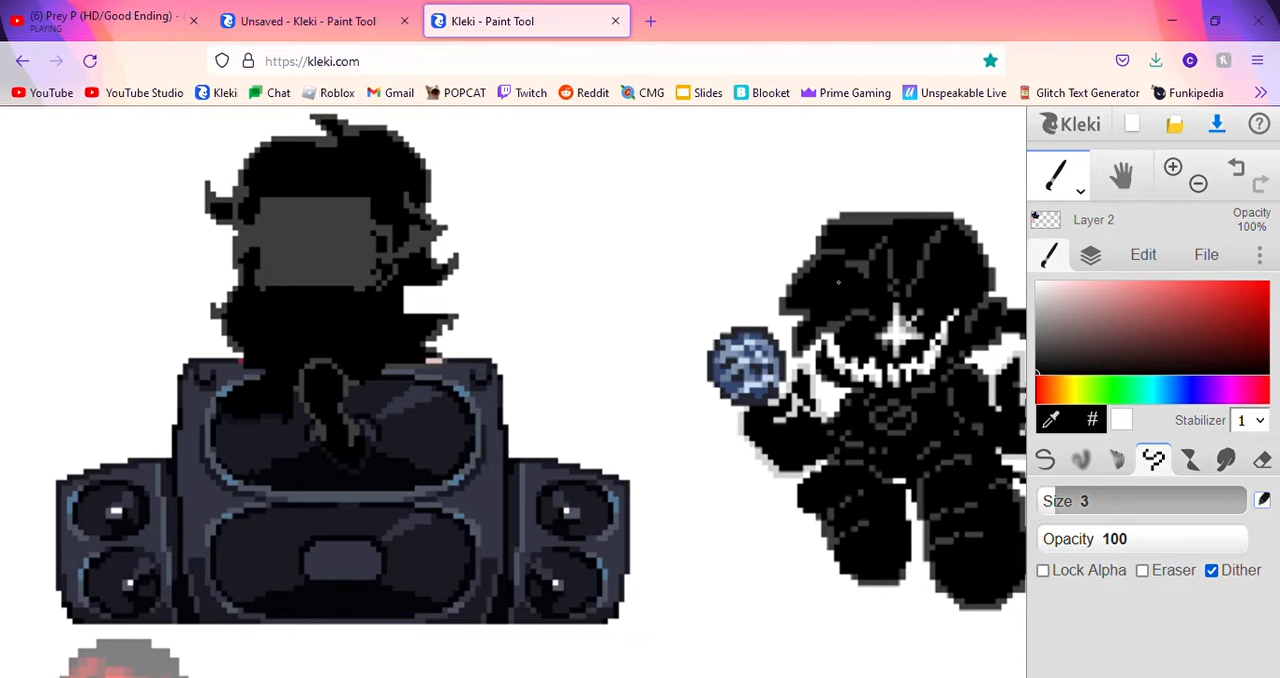 (6) Prey P (HD/Good Ending) -
PLAYING
Unsaved - Kleki - Paint Tool
Kleki - Paint Tool
https://kleki.com
YouTube YouTube Studio Kleki Chat Roblox Gmail POPCAT Twitch Reddit CMG Slides Blooket Prime Gaming Unspeakable Live Glitch Text Generator Funkipedia
Kleki
Layer 2
Opacity
100%
Edit File
# Stabilizer 1
Size 3
Opacity 100
Lock Alpha Eraser Dither